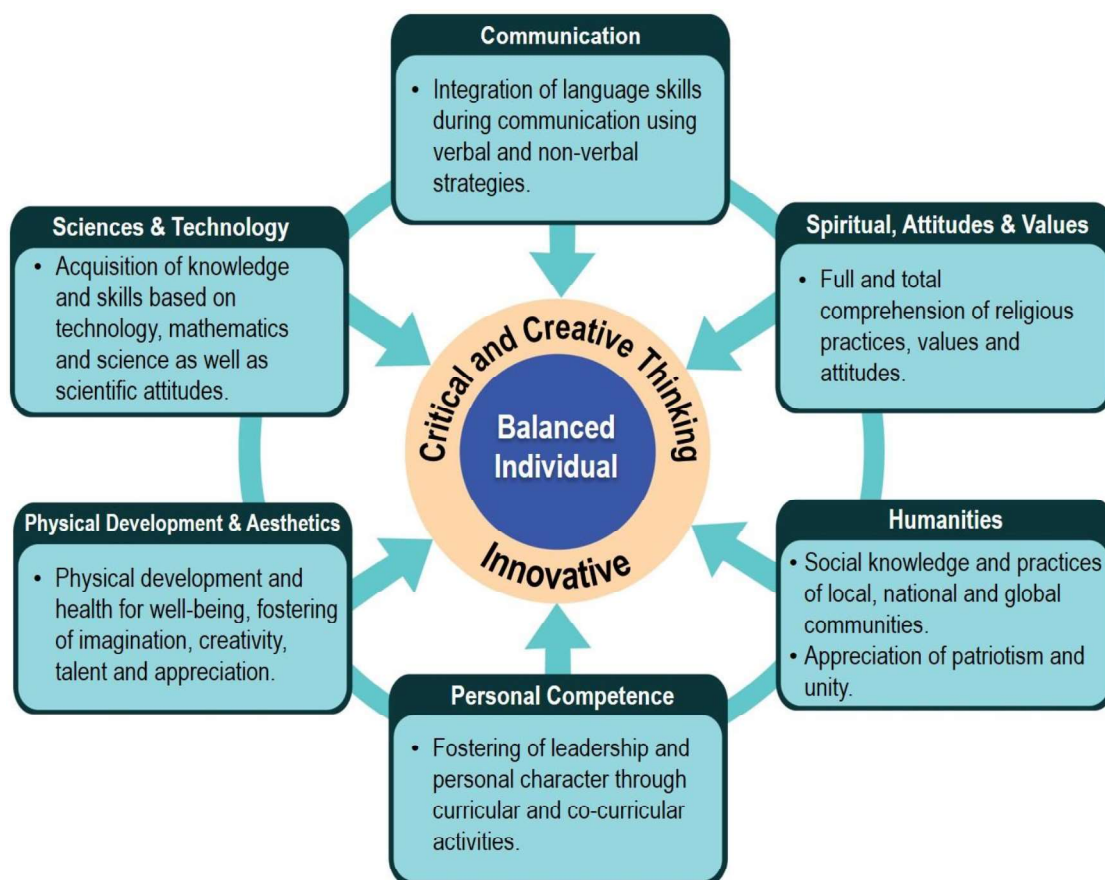 Communication
• Integration of language skills
during communication using
verbal and non-verbal
strategies.
Sciences & Technology
• Acquisition of knowledge
and skills based on
technology, mathematics
and science as well as
scientific attitudes.
Spiritual, Attitudes & Values
• Full and total
comprehension of religious
practices, values and
attitudes.
Critical and Creative Thinking
Balanced
Individual
Innovative
Physical Development & Aesthetics
• Physical development and
health for well-being, fostering
of imagination, creativity,
talent and appreciation.
Humanities
• Social knowledge and practices
of local, national and global
communities.
• Appreciation of patriotism and
unity.
Personal Competence
• Fostering of leadership and
personal character through
curricular and co-curricular
activities.